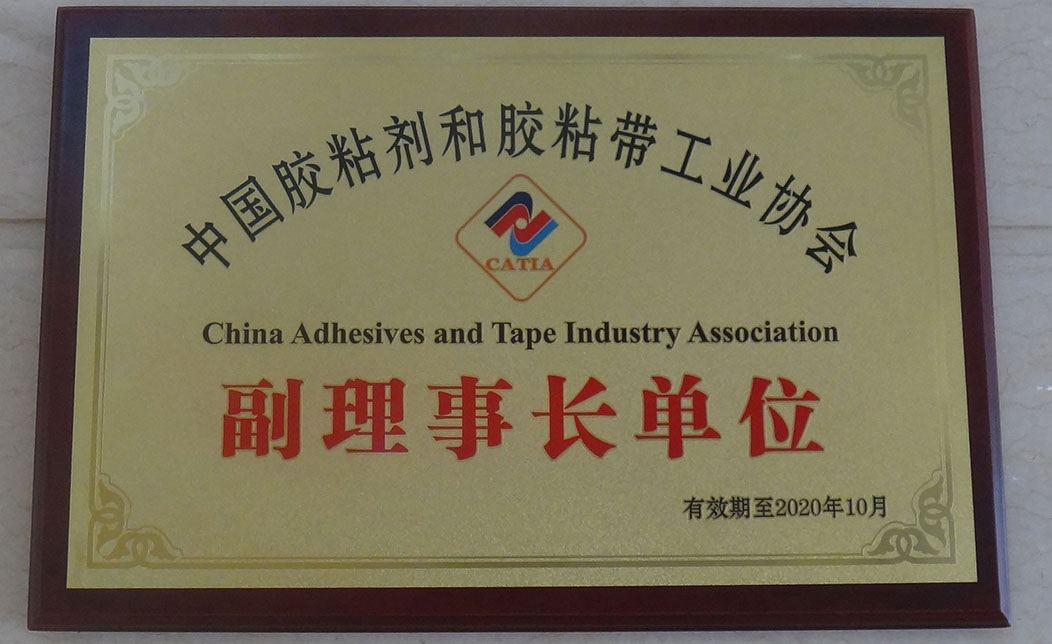 中国胶粘剂和胶粘带工业协会
CATIA
China Adhesives and Tape Industry Association
副理事长单位
有效期至2020年10月